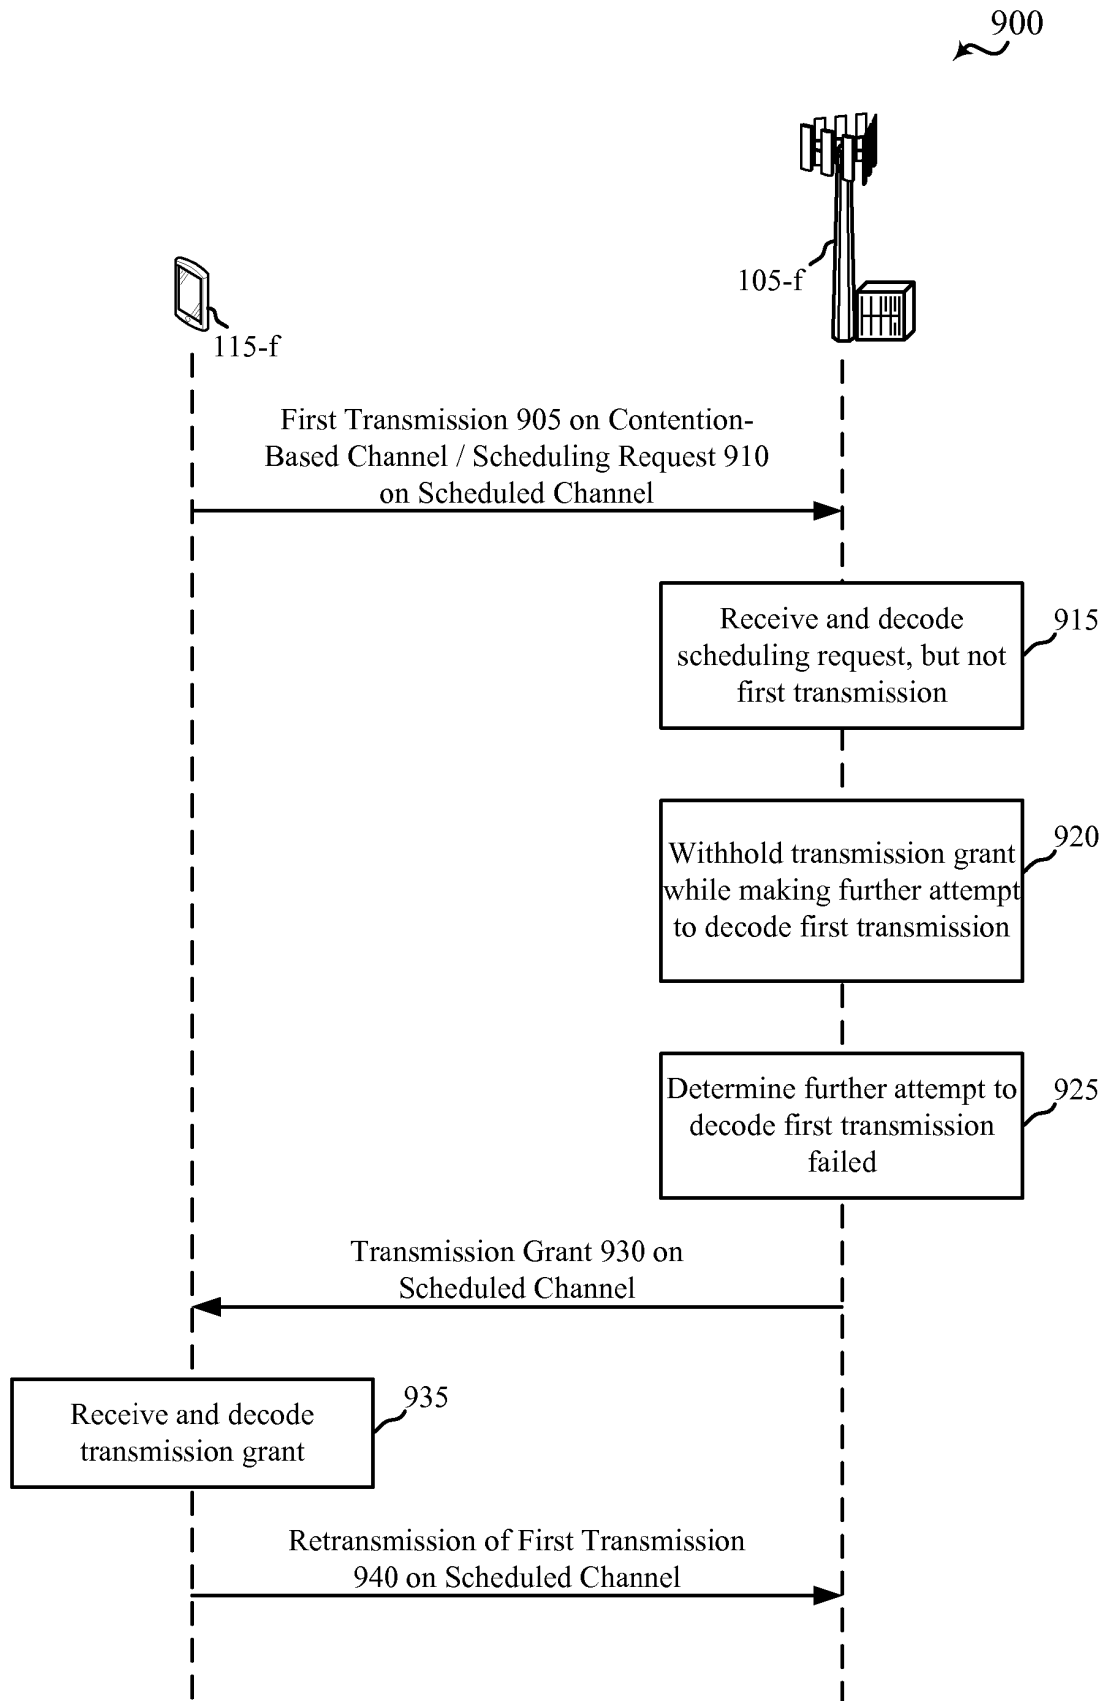 900
105-f
115-f
First Transmission 905 on Contention-
Based Channel / Scheduling Request 910
on Scheduled Channel
Receive and decode
scheduling request, but not
first transmission
915
Withhold transmission grant
while making further attempt
to decode first transmission
920
Determine further attempt to
decode first transmission
failed
925
Transmission Grant 930 on
Scheduled Channel
Receive and decode
transmission grant
935
Retransmission of First Transmission
940 on Scheduled Channel